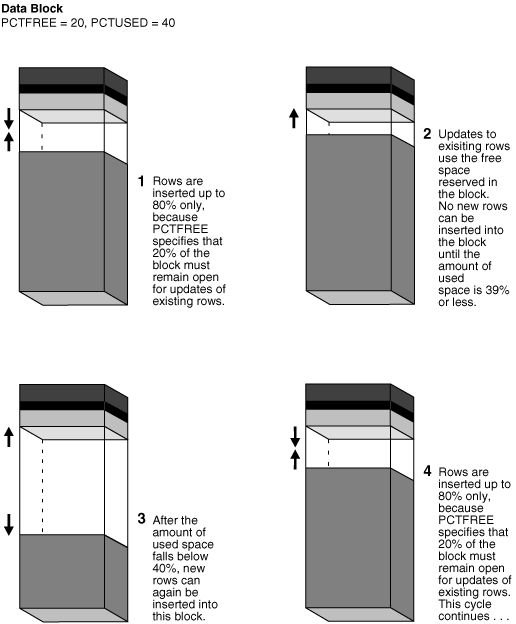 Data Block
PCTFREE = 20, PCTUSED = 40
1 Rows are
inserted up to
80% only,
because
PCTFREE
specifies that
20% of the
block must
remain open
for updates of
existing rows.
2 Updates to
exisiting rows
use the free
space
reserved in
the block.
No new rows
can be
inserted into
the block
until the
amount of
used
space is 39%
or less.
3 After the
amount of
used space
falls below
40%, new
rows can
again be
inserted into
this block.
4 Rows are
inserted up to
80% only,
because
PCTFREE
specifies that
20% of the
block must
remain open
for updates of
existing rows.
This cycle
continues . . .